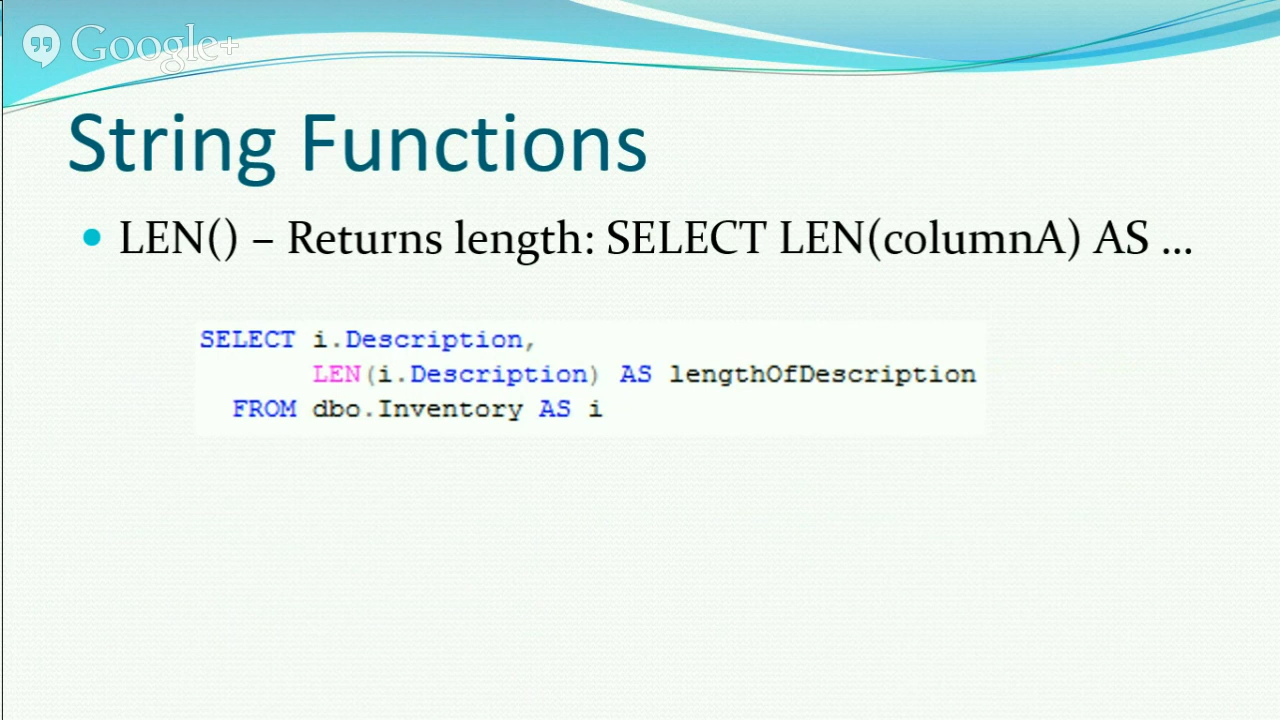 Google+
String Functions
• LEN() – Returns length: SELECT LEN(columnA) AS ...
SELECT i.Description,
LEN(i.Description) AS lengthOfDescription
FROM dbo.Inventory AS i